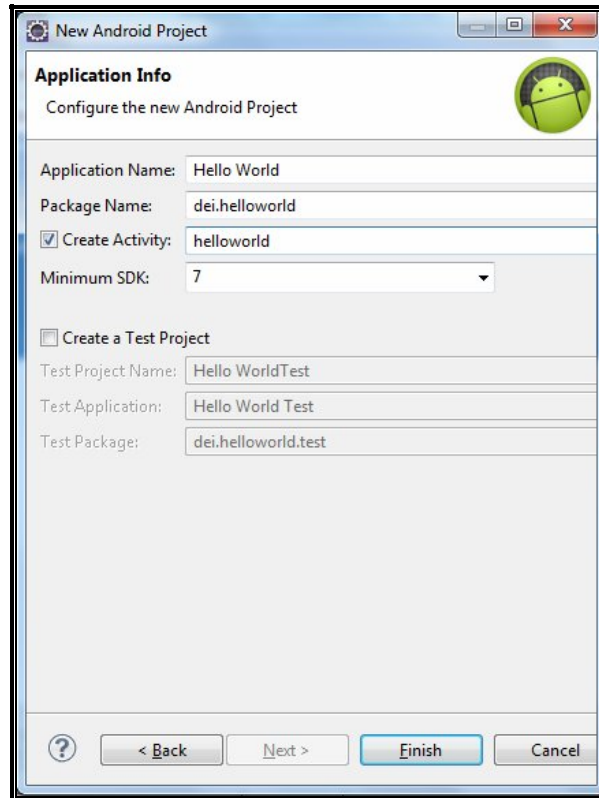 New Android Project
Application Info
Configure the new Android Project
Application Name: Hello World
Package Name: dei.helloworld
Create Activity: helloworld
Minimum SDK: 7
Create a Test Project
Test Project Name: Hello WorldTest
Test Application: Hello World Test
Test Package: dei.helloworld.test
? < Back Next > Finish Cancel